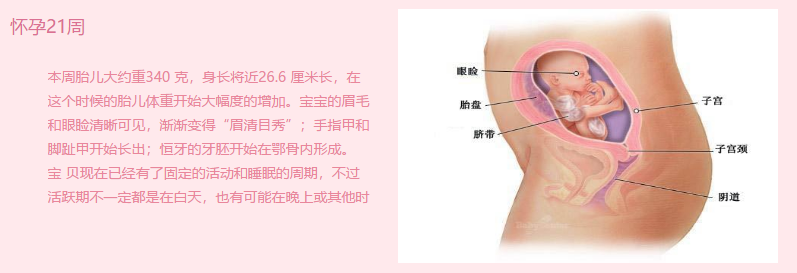 怀孕21周
本周胎儿大约重340 克，身长将近26.6 厘米长，在
这个时候的胎儿体重开始大幅度的增加。宝宝的眉毛
和眼睑清晰可见，渐渐变得“眉清目秀”；手指甲和
脚趾甲开始长出；恒牙的牙胚开始在鄂骨内形成。
宝 贝现在已经有了固定的活动和睡眠的周期，不过
活跃期不一定都是在白天，也有可能在晚上或其他时
眼睑
胎盘
脐带
子宫
子宫颈
阴道